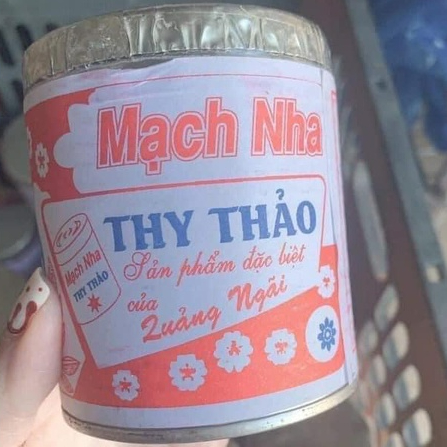 Mạch Nha
THY THẢO
Sản phẩm đặc biệt
của
Quảng Ngãi
Mạch Nha
THY THẢO